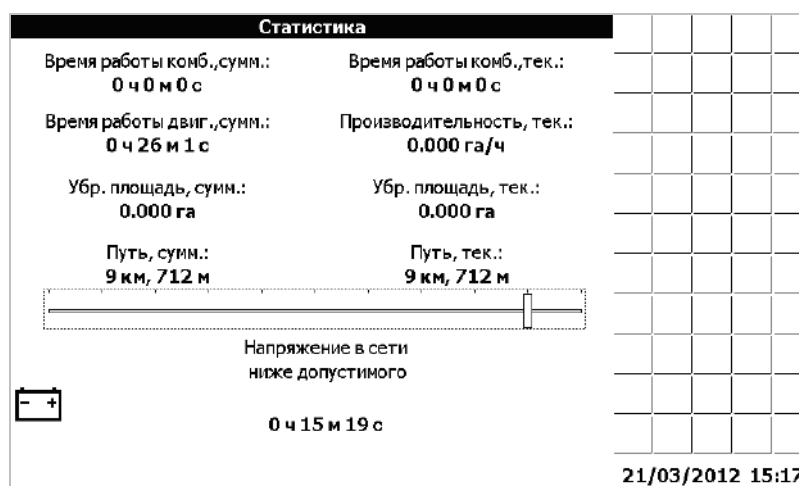 Статистика
Время работы комб.,сумм.:
0 ч 0 м 0 с
Время работы комб.,тек.:
0 ч 0 м 0 с
Время работы двиг.,сумм.:
0 ч 26 м 1 с
Производительность, тек.:
0.000 га/ч
Убр. площадь, сумм.:
0.000 га
Убр. площадь, тек.:
0.000 га
Путь, сумм.:
9 км, 712 м
Путь, тек.:
9 км, 712 м
Напряжение в сети
ниже допустимого
- +
0 ч 15 м 19 с
21/03/2012 15:17